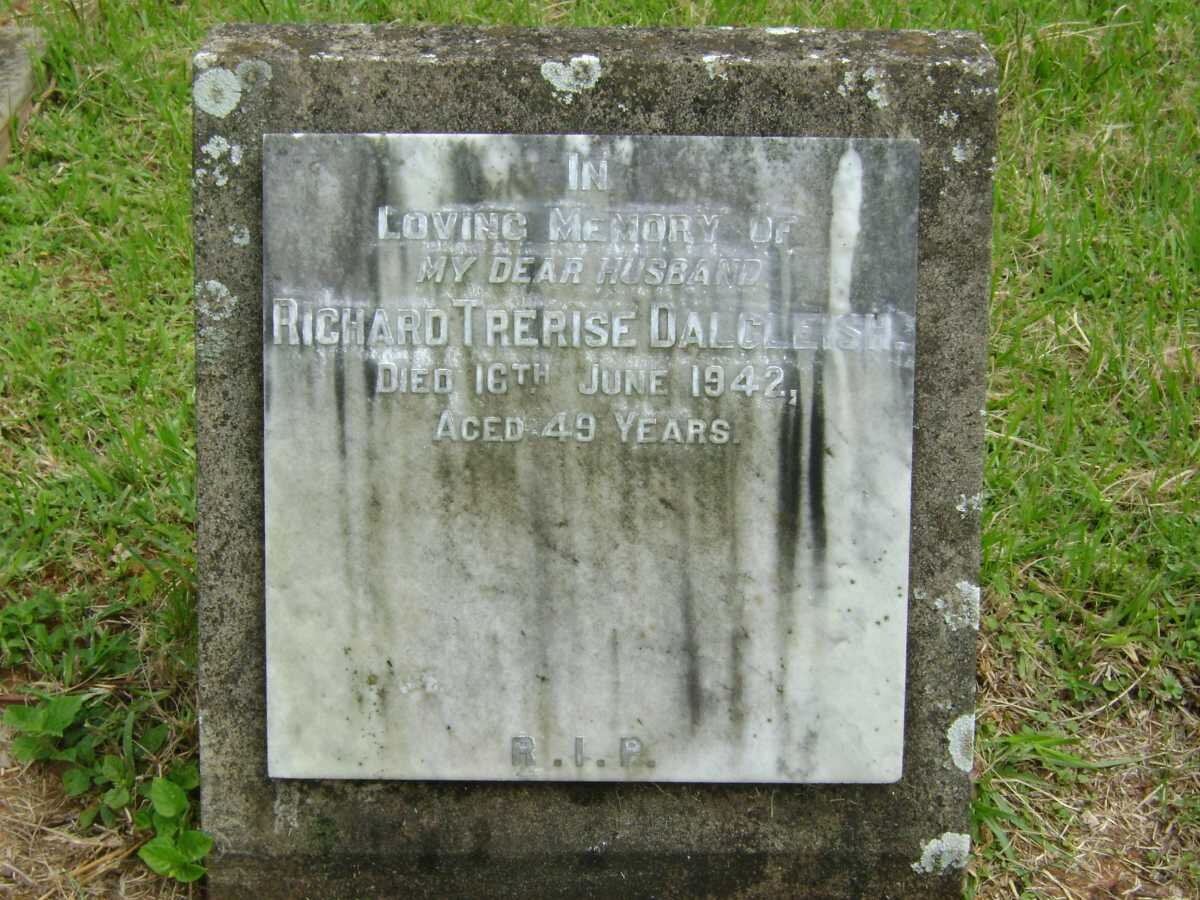 IN
LOVING MEMORY OF
MY DEAR HUSBAND
RICHARD TRERISE DALGLEISH.
DIED 16TH JUNE 1942,
AGED 49 YEARS.
R.I.P.